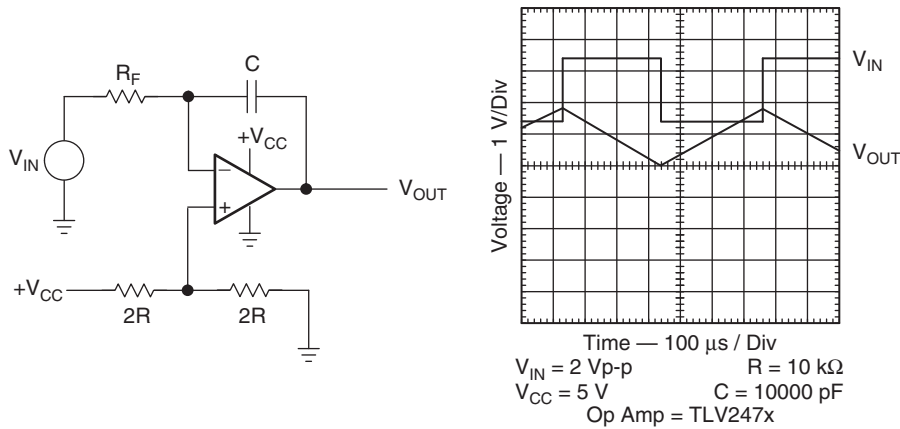 R_F
C
V_IN
+V_CC
−
+
V_OUT
+V_CC
2R
2R
Voltage — 1 V/Div
V_IN
V_OUT
Time — 100 μs / Div
V_IN = 2 Vp-p R = 10 kΩ
V_CC = 5 V C = 10000 pF
Op Amp = TLV247x